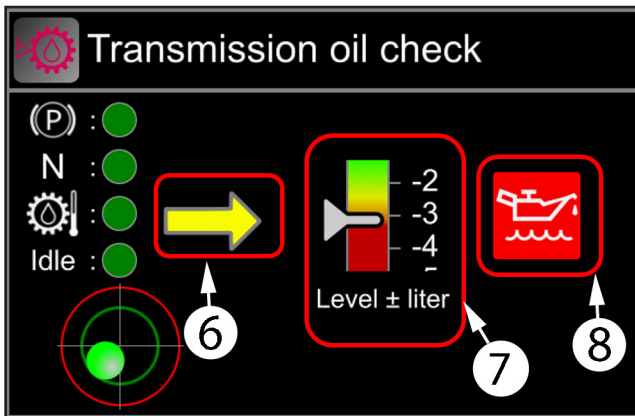 Transmission oil check
(P) :
N :
:
Idle :
-2
-3
-4
Level ± liter
6
7
8